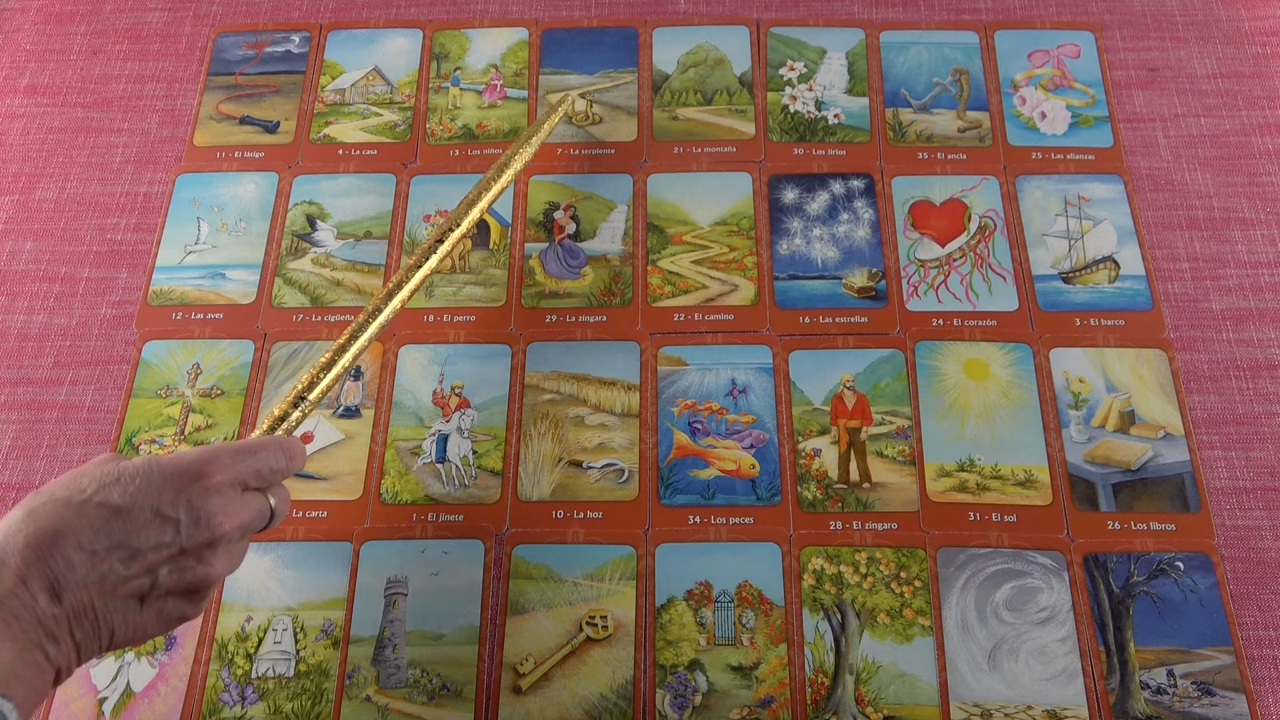 11 - El látigo
4 - La casa
13 - Los niños
7 - La serpiente
21 - La montaña
30 - Los lirios
35 - El ancla
25 - Las alianzas
12 - Las aves
17 - La cigüeña
18 - El perro
29 - La zíngara
22 - El camino
16 - Las estrellas
24 - El corazón
3 - El barco
La carta
1 - El jinete
10 - La hoz
34 - Los peces
28 - El zíngaro
31 - El sol
26 - Los libros